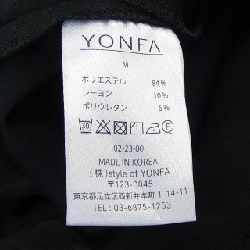 YONFA
M
ポリエステル 84%
レーヨン 16%
ポリウレタン 5%
02-23-00
MADE IN KOREA
(株)style of YONFA
〒123-0845
東京都足立区西新井本町 1-14-11
TEL: 03-6875-1250